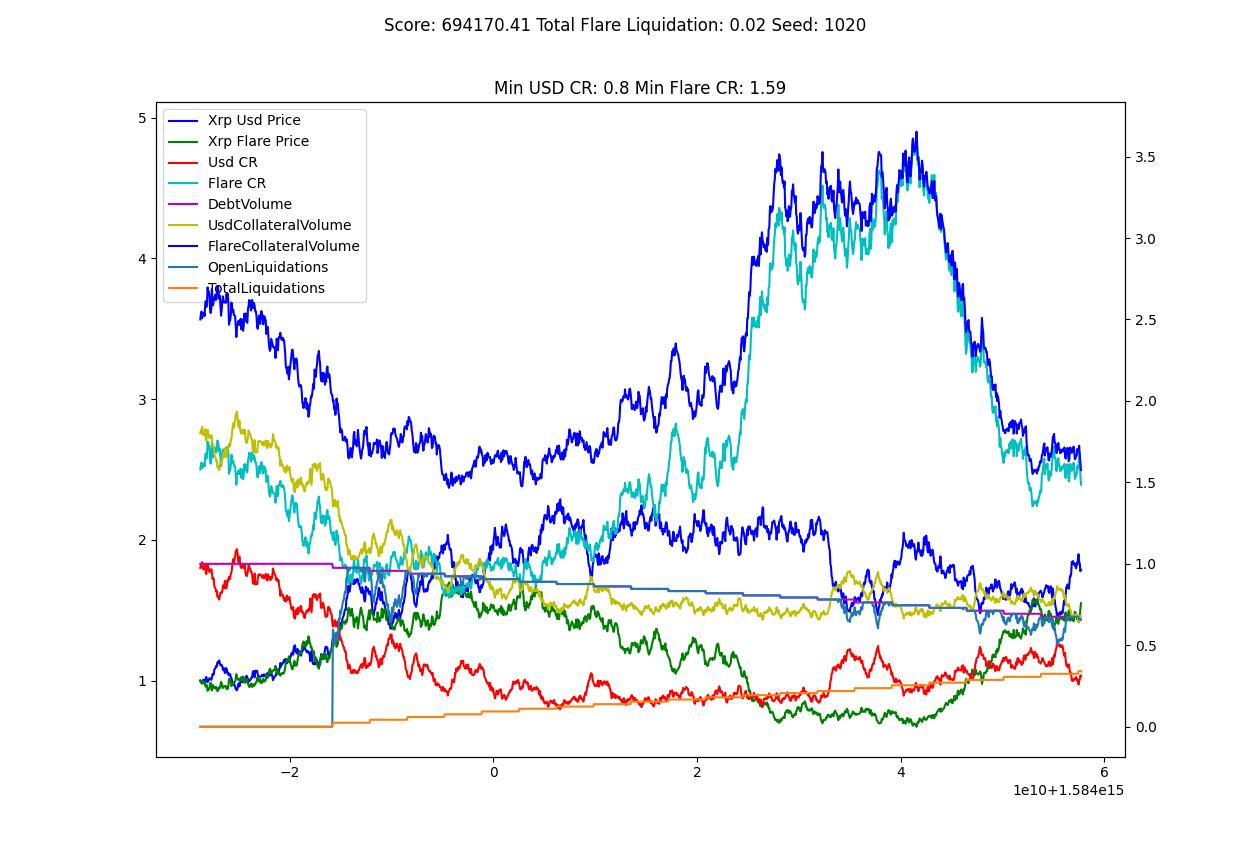 Score: 694170.41 Total Flare Liquidation: 0.02 Seed: 1020
Min USD CR: 0.8 Min Flare CR: 1.59
Xrp Usd Price
Xrp Flare Price
Usd CR
Flare CR
DebtVolume
UsdCollateralVolume
FlareCollateralVolume
OpenLiquidations
TotalLiquidations
5
4
3
2
1
3.5
3.0
2.5
2.0
1.5
1.0
0.5
0.0
−2
0
2
4
6
1e10+1.584e15